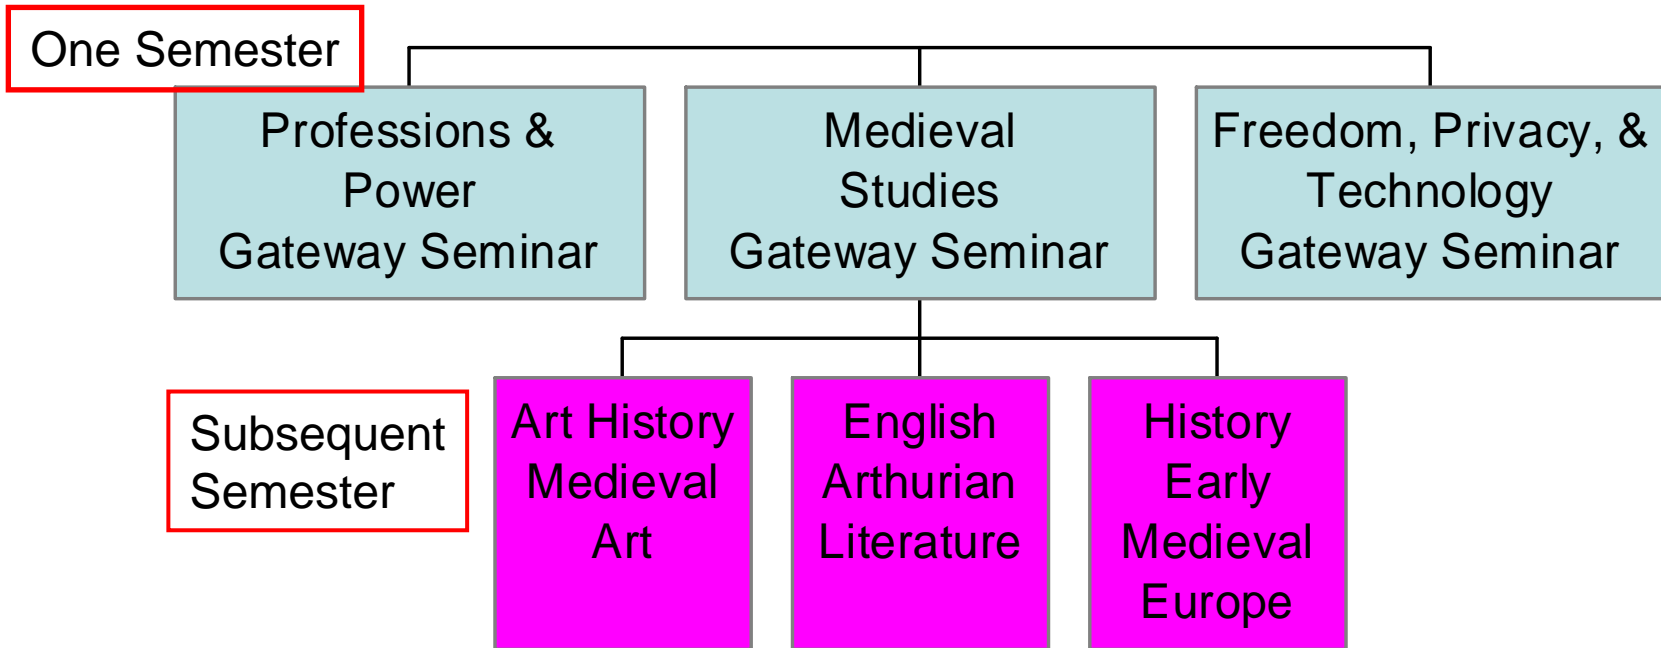 One Semester
Professions &
Power
Gateway Seminar
Medieval
Studies
Gateway Seminar
Freedom, Privacy, &
Technology
Gateway Seminar
Subsequent
Semester
Art History
Medieval
Art
English
Arthurian
Literature
History
Early
Medieval
Europe